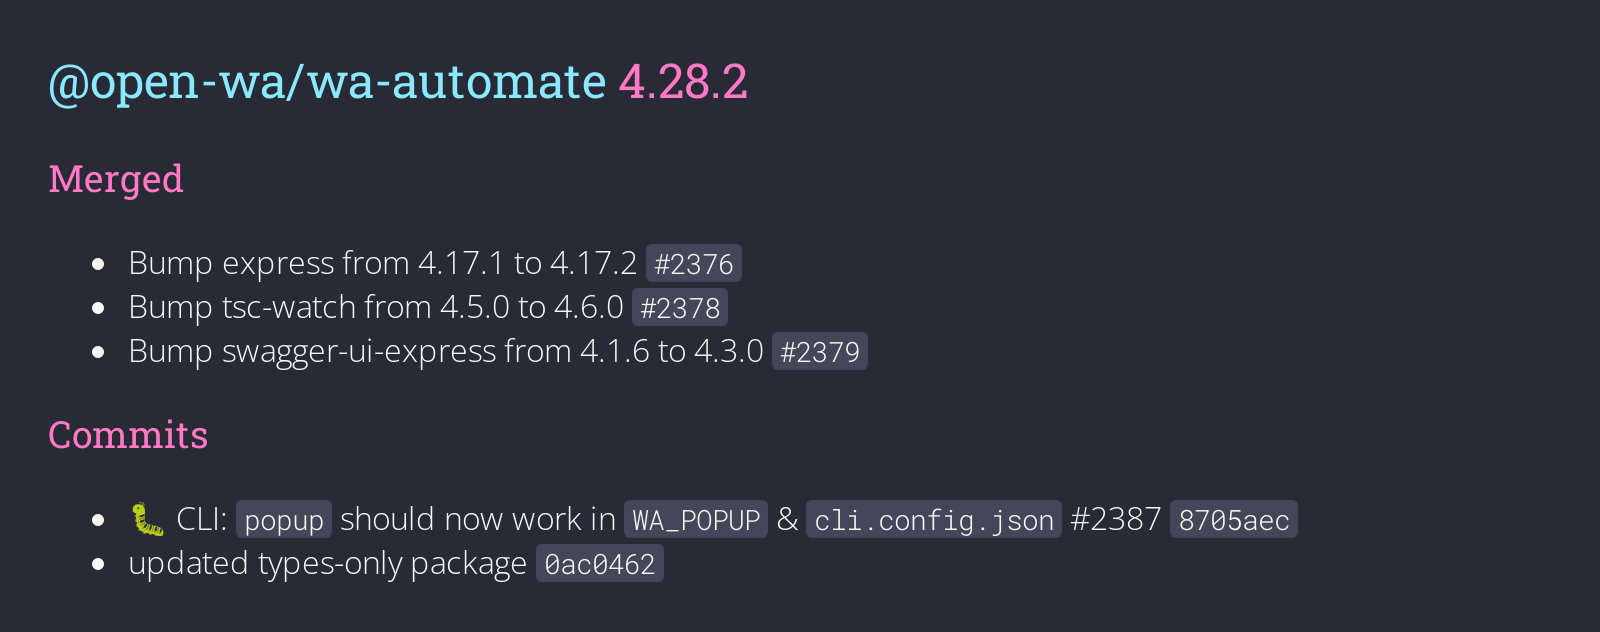 @open-wa/wa-automate 4.28.2
Merged
• Bump express from 4.17.1 to 4.17.2 #2376
• Bump tsc-watch from 4.5.0 to 4.6.0 #2378
• Bump swagger-ui-express from 4.1.6 to 4.3.0 #2379
Commits
• 🐛 CLI: popup should now work in WA_POPUP & cli.config.json #2387 8705aec
• updated types-only package 0ac0462